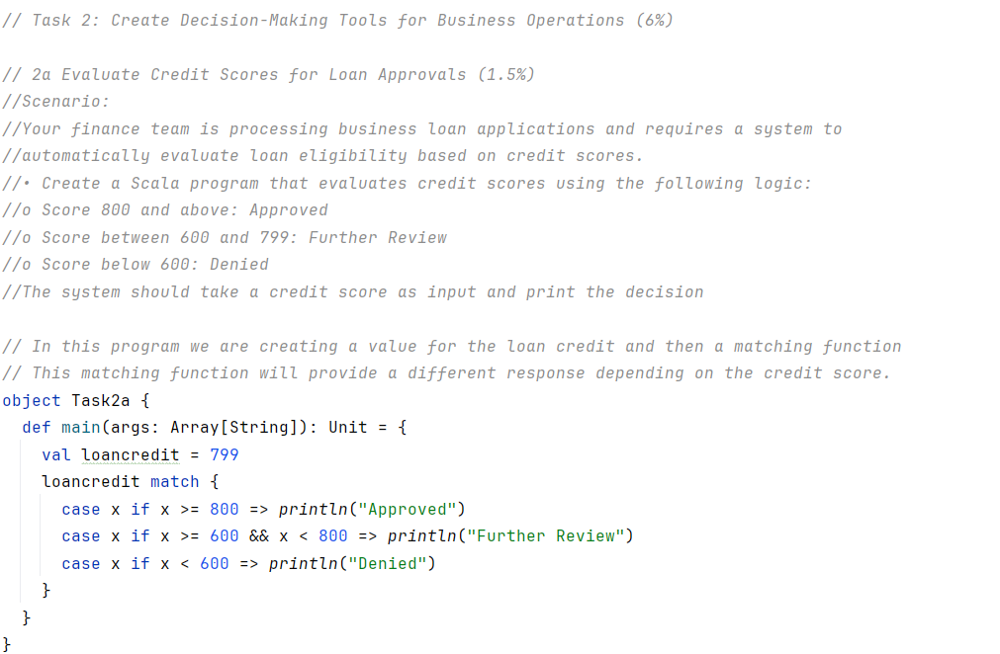 // Task 2: Create Decision-Making Tools for Business Operations (6%)
// 2a Evaluate Credit Scores for Loan Approvals (1.5%)
//Scenario:
//Your finance team is processing business loan applications and requires a system to
//automatically evaluate loan eligibility based on credit scores.
//• Create a Scala program that evaluates credit scores using the following logic:
//o Score 800 and above: Approved
//o Score between 600 and 799: Further Review
//o Score below 600: Denied
//The system should take a credit score as input and print the decision
// In this program we are creating a value for the loan credit and then a matching function
// This matching function will provide a different response depending on the credit score.
object Task2a {
  def main(args: Array[String]): Unit = {
    val loancredit = 799
    loancredit match {
      case x if x >= 800 => println("Approved")
      case x if x >= 600 && x < 800 => println("Further Review")
      case x if x < 600 => println("Denied")
    }
  }
}